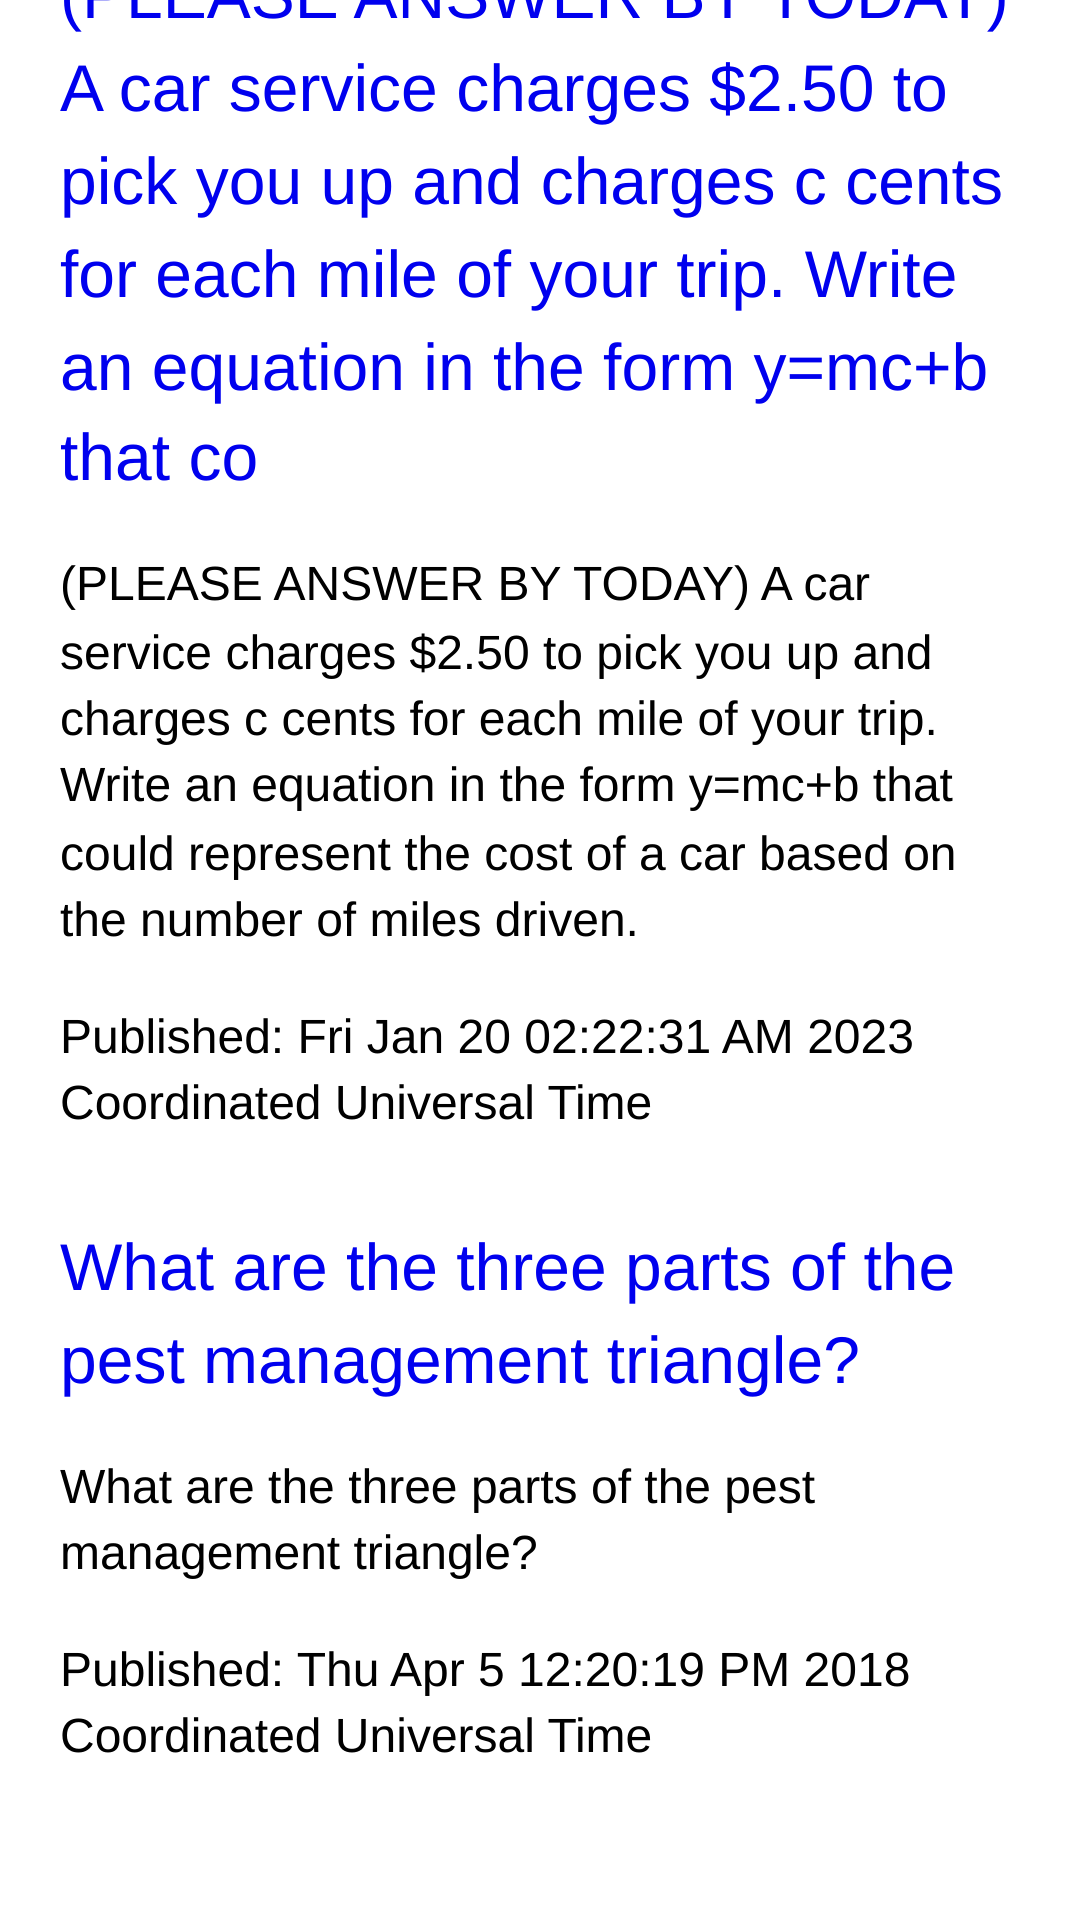 (PLEASE ANSWER BY TODAY)
A car service charges $2.50 to
pick you up and charges c cents
for each mile of your trip. Write
an equation in the form y=mc+b
that co
(PLEASE ANSWER BY TODAY) A car
service charges $2.50 to pick you up and
charges c cents for each mile of your trip.
Write an equation in the form y=mc+b that
could represent the cost of a car based on
the number of miles driven.
Published: Fri Jan 20 02:22:31 AM 2023
Coordinated Universal Time
What are the three parts of the
pest management triangle?
What are the three parts of the pest
management triangle?
Published: Thu Apr 5 12:20:19 PM 2018
Coordinated Universal Time